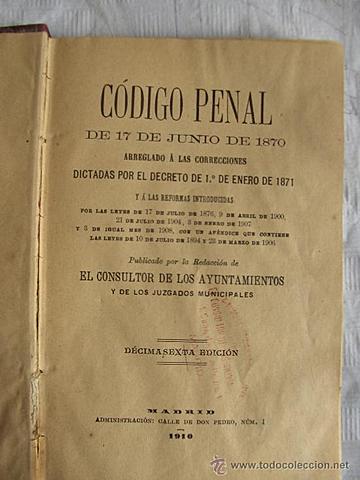 CÓDIGO PENAL
DE 17 DE JUNIO DE 1870
ARREGLADO Á LAS CORRECCIONES
DICTADAS POR EL DECRETO DE 1.º DE ENERO DE 1871
Y Á LAS REFORMAS INTRODUCIDAS
POR LAS LEYES DE 17 DE JULIO DE 1876, 9 DE ABRIL DE 1900,
21 DE JULIO DE 1904, 3 DE ENERO DE 1907
Y 3 DE IGUAL MES DE 1908, CON UN APÉNDICE QUE CONTIENE
LAS LEYES DE 10 DE JULIO DE 1894 Y 23 DE MARZO DE 1906
Publicado por la Redacción de
EL CONSULTOR DE LOS AYUNTAMIENTOS
Y DE LOS JUZGADOS MUNICIPALES
DÉCIMASEXTA EDICIÓN
MADRID
ADMINISTRACIÓN: CALLE DE DON PEDRO, NÚM. 1
1910
todocoleccion.net